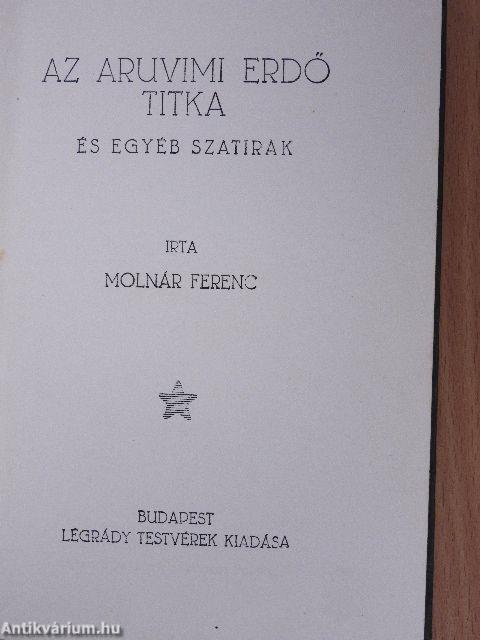 AZ ARUVIMI ERDŐ
TITKA
ÉS EGYÉB SZATIRAK
IRTA
MOLNÁR FERENC
BUDAPEST
LÉGRÁDY TESTVÉREK KIADÁSA
Antikvárium.hu